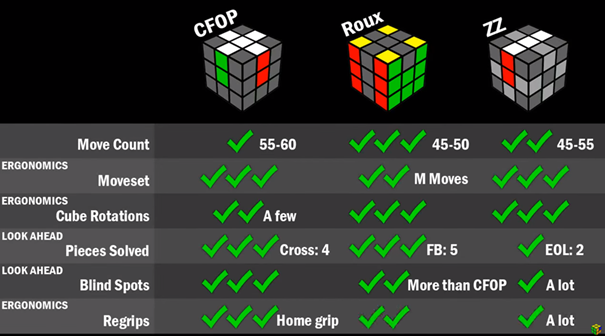 CFOP Roux ZZ
Move Count 55-60 45-50 45-55
ERGONOMICS
Moveset M Moves
ERGONOMICS
Cube Rotations A few
LOOK AHEAD
Pieces Solved Cross: 4 FB: 5 EOL: 2
LOOK AHEAD
Blind Spots More than CFOP A lot
ERGONOMICS
Regrips Home grip A lot